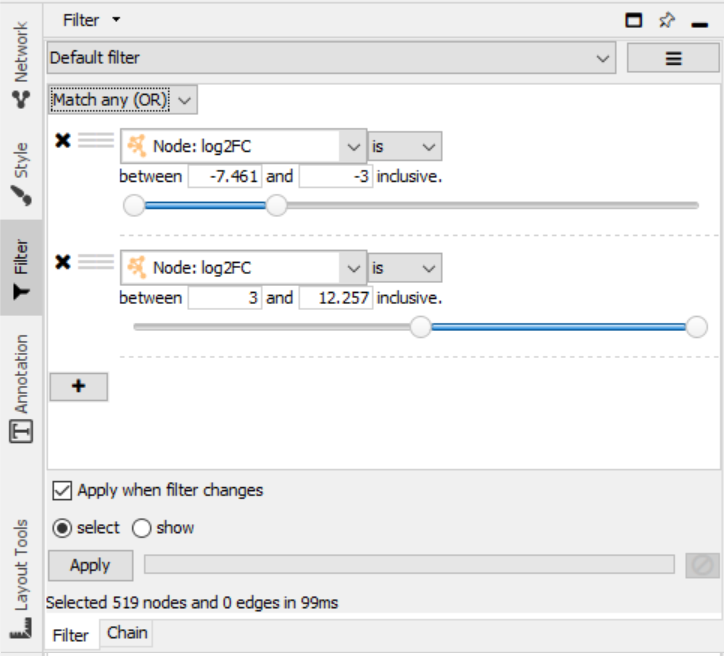 Filter
Default filter
Match any (OR)
Node: log2FC is
between -7.461 and -3 inclusive.
Node: log2FC is
between 3 and 12.257 inclusive.
+
Apply when filter changes
select show
Apply
Selected 519 nodes and 0 edges in 99ms
Filter Chain
Network
Style
Filter
Annotation
Layout Tools